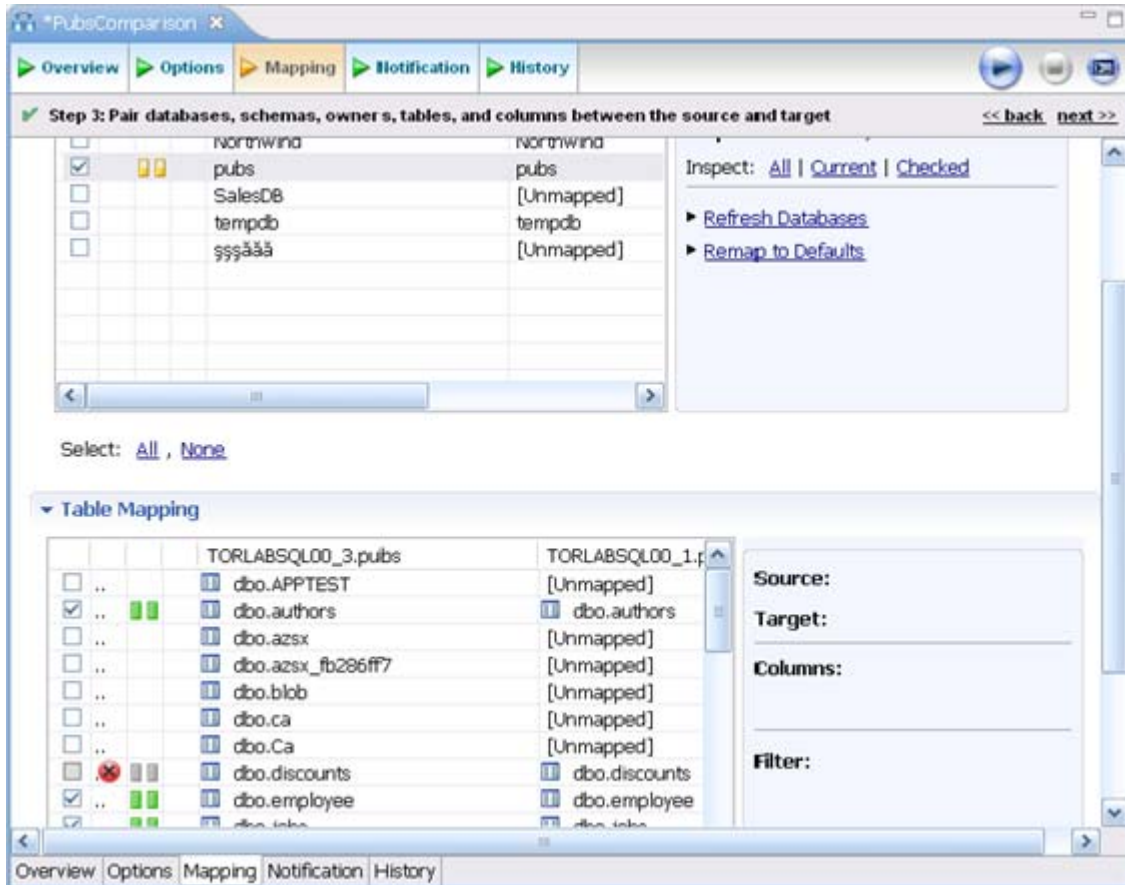 *PubsComparison
Overview Options Mapping Notification History
Step 3: Pair databases, schemas, owners, tables, and columns between the source and target << back next >>
Northwind Northwind
pubs pubs
SalesDB [Unmapped]
tempdb tempdb
şşşăăă [Unmapped]
Inspect: All | Current | Checked
Refresh Databases
Remap to Defaults
Select: All , None
Table Mapping
TORLABSQL00_3.pubs TORLABSQL00_1.p
.. dbo.APPTEST [Unmapped]
.. dbo.authors dbo.authors
.. dbo.azsx [Unmapped]
.. dbo.azsx_fb286ff7 [Unmapped]
.. dbo.blob [Unmapped]
.. dbo.ca [Unmapped]
.. dbo.Ca [Unmapped]
dbo.discounts dbo.discounts
.. dbo.employee dbo.employee
dbo.jobs dbo.jobs
Source:
Target:
Columns:
Filter:
Overview Options Mapping Notification History